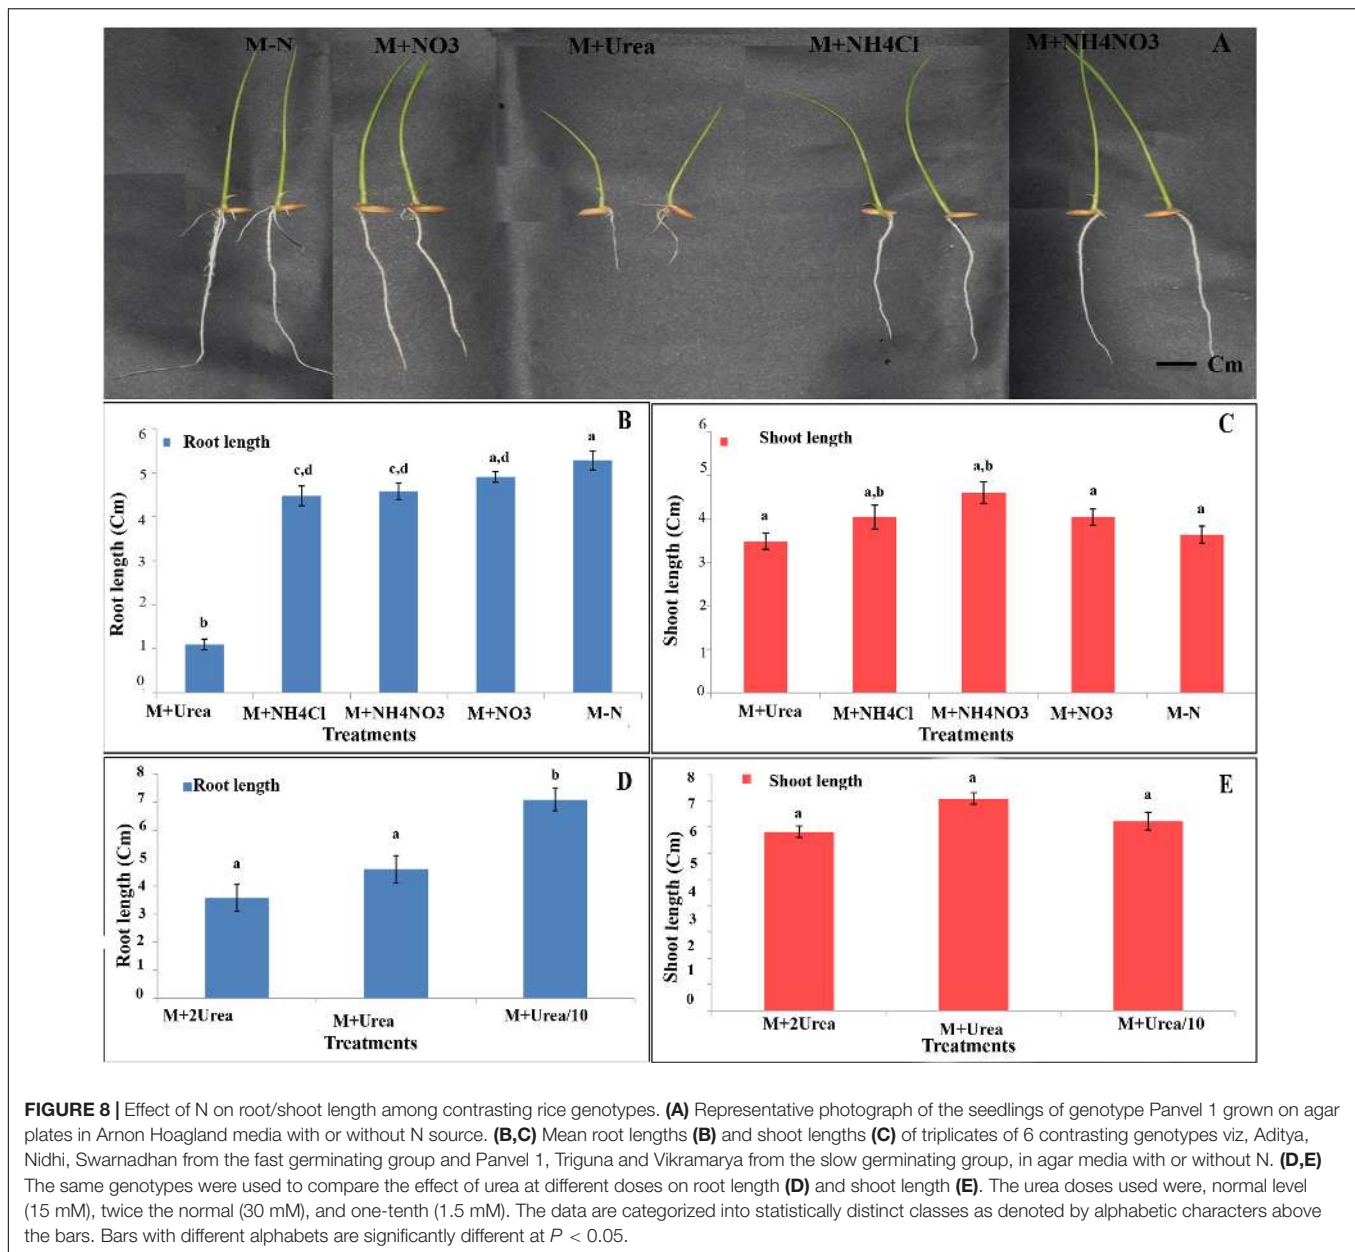 M-N M+NO3 M+Urea M+NH4Cl M+NH4NO3 A
Cm
B
Root length
6
5
4
3
2
1
0
Root length (Cm)
b
c,d
c,d
a,d
a
M+Urea M+NH4Cl M+NH4NO3 M+NO3 M-N
Treatments
C
Shoot length
6
5
4
3
2
1
0
Shoot length (Cm)
a
a,b
a,b
a
a
M+Urea M+NH4Cl M+NH4NO3 M+NO3 M-N
Treatments
D
Root length
8
7
6
5
4
3
2
1
0
Root length (Cm)
a
a
b
M+2Urea M+Urea M+Urea/10
Treatments
E
Shoot length
8
7
6
5
4
3
2
1
0
Shoot length (Cm)
a
a
a
M+2Urea M+Urea M+Urea/10
Treatments
FIGURE 8 | Effect of N on root/shoot length among contrasting rice genotypes. (A) Representative photograph of the seedlings of genotype Panvel 1 grown on agar
plates in Arnon Hoagland media with or without N source. (B,C) Mean root lengths (B) and shoot lengths (C) of triplicates of 6 contrasting genotypes viz, Aditya,
Nidhi, Swarnadhan from the fast germinating group and Panvel 1, Triguna and Vikramarya from the slow germinating group, in agar media with or without N. (D,E)
The same genotypes were used to compare the effect of urea at different doses on root length (D) and shoot length (E). The urea doses used were, normal level
(15 mM), twice the normal (30 mM), and one-tenth (1.5 mM). The data are categorized into statistically distinct classes as denoted by alphabetic characters above
the bars. Bars with different alphabets are significantly different at P < 0.05.